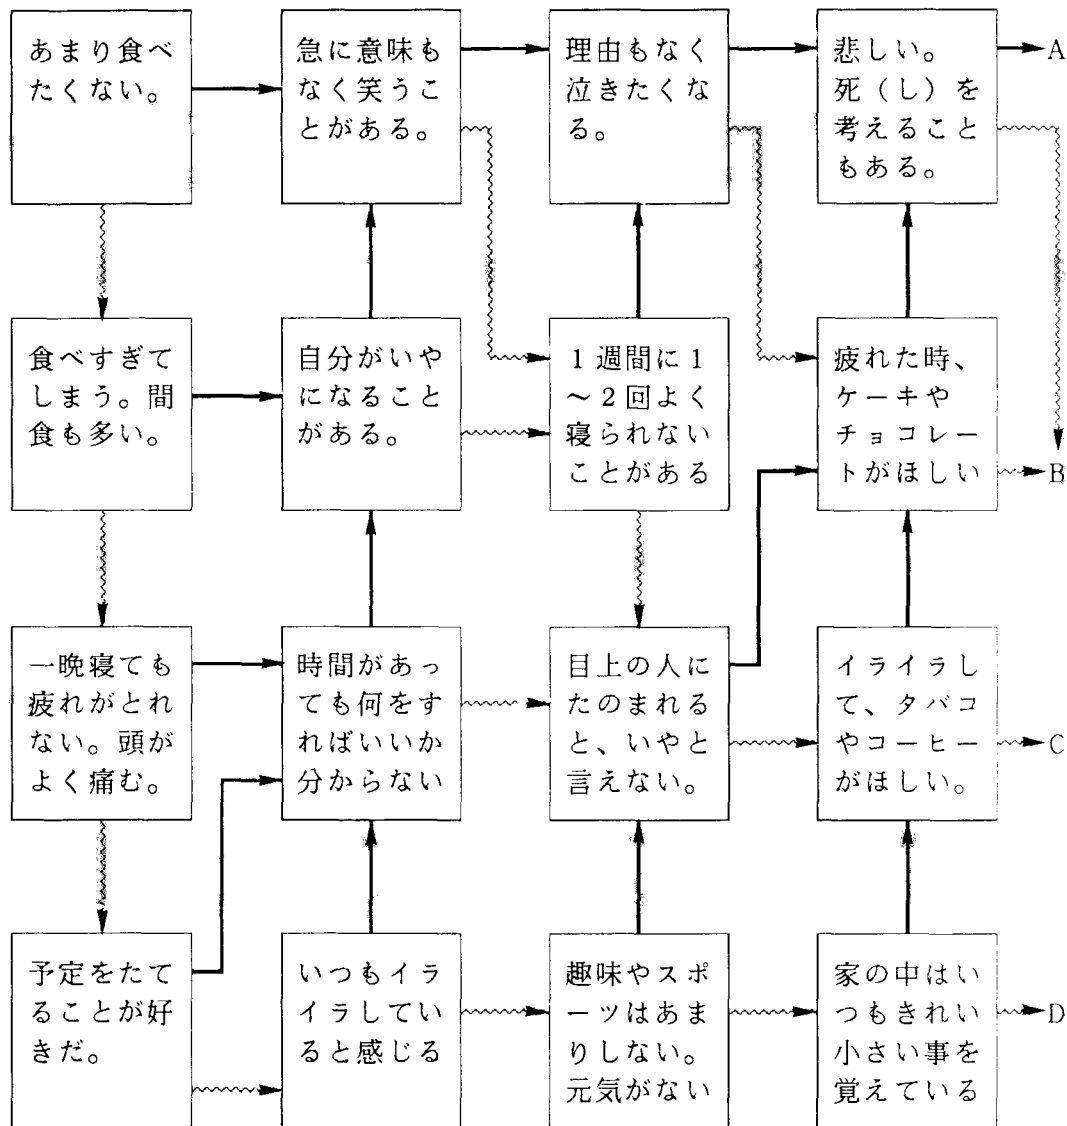 あまり食べ
たくない。
急に意味も
なく笑うこ
とがある。
理由もなく
泣きたくな
る。
悲しい。
死（し）を
考えること
もある。
A
食べすぎて
しまう。間
食も多い。
自分がいや
になること
がある。
1週間に1
～2回よく
寝られない
ことがある
疲れた時、
ケーキや
チョコレー
トがほしい
B
一晩寝ても
疲れがとれ
ない。頭が
よく痛む。
時間があっ
ても何をす
ればいいか
分からない
目上の人に
たのまれる
と、いやと
言えない。
イライラし
て、タバコ
やコーヒー
がほしい。
C
予定をたて
ることが好
きだ。
いつもイラ
イラしてい
ると感じる
趣味やスポ
ーツはあま
りしない。
元気がない
家の中はい
つもきれい
小さい事を
覚えている
D